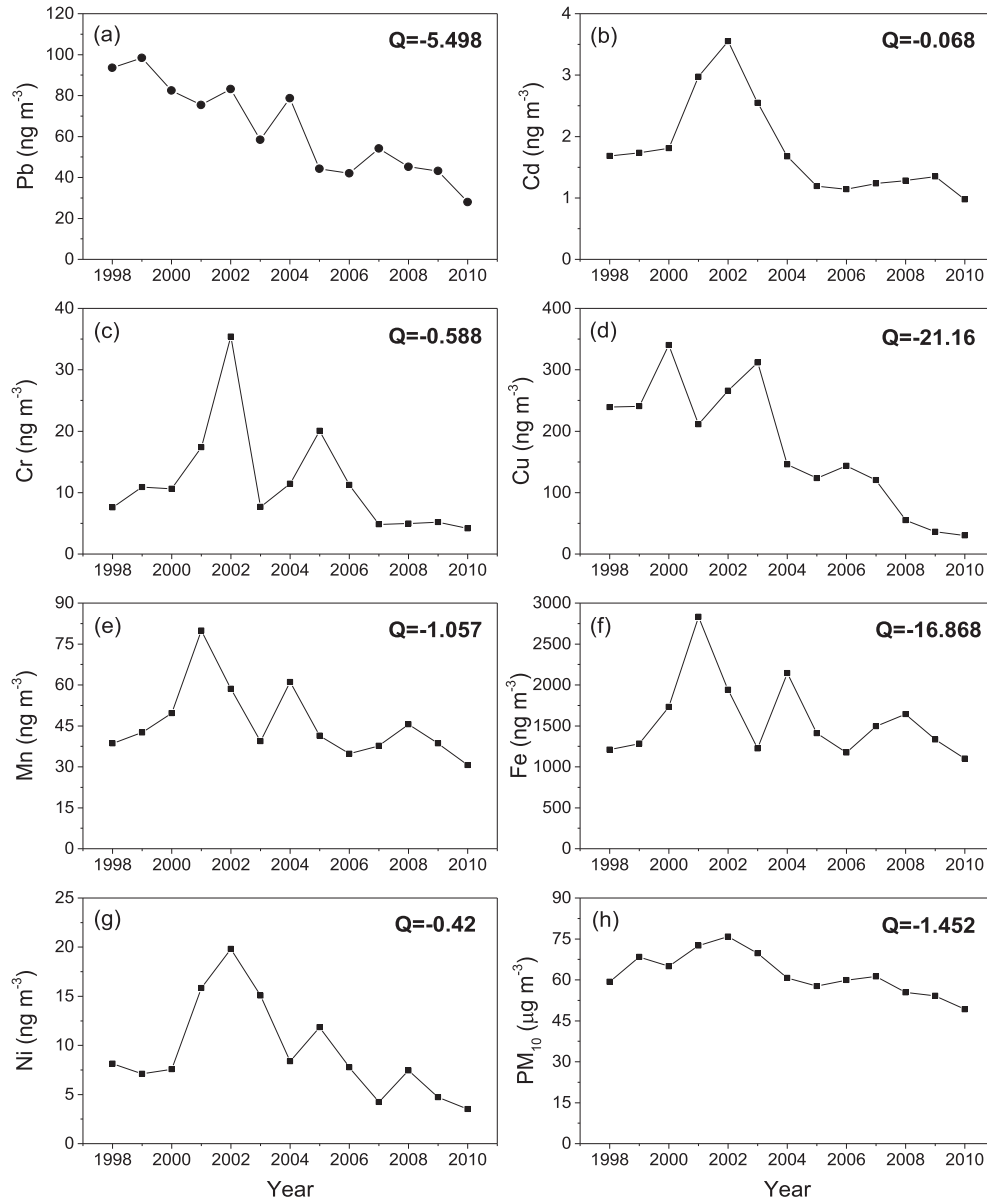 (a)
Q=-5.498
Pb (ng m⁻³)
120
100
80
60
40
20
0
1998 2000 2002 2004 2006 2008 2010
(b)
Q=-0.068
Cd (ng m⁻³)
4
3
2
1
0
1998 2000 2002 2004 2006 2008 2010
(c)
Q=-0.588
Cr (ng m⁻³)
40
30
20
10
0
1998 2000 2002 2004 2006 2008 2010
(d)
Q=-21.16
Cu (ng m⁻³)
400
300
200
100
0
1998 2000 2002 2004 2006 2008 2010
(e)
Q=-1.057
Mn (ng m⁻³)
90
75
60
45
30
15
0
1998 2000 2002 2004 2006 2008 2010
(f)
Q=-16.868
Fe (ng m⁻³)
3000
2500
2000
1500
1000
500
0
1998 2000 2002 2004 2006 2008 2010
(g)
Q=-0.42
Ni (ng m⁻³)
25
20
15
10
5
0
1998 2000 2002 2004 2006 2008 2010
Year
(h)
Q=-1.452
PM₁₀ (μg m⁻³)
90
75
60
45
30
15
0
1998 2000 2002 2004 2006 2008 2010
Year